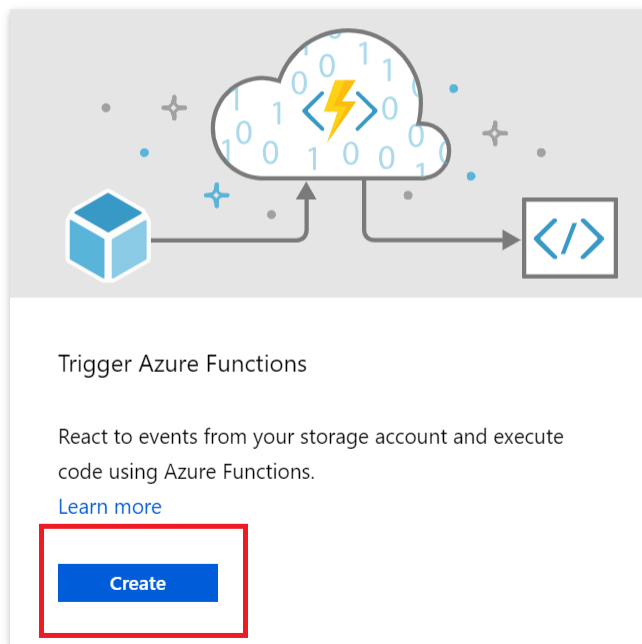 Trigger Azure Functions
React to events from your storage account and execute
code using Azure Functions.
Learn more
Create